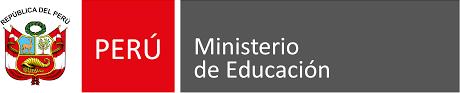 REPÚBLICA DEL PERÚ
PERÚ
Ministerio
de Educación